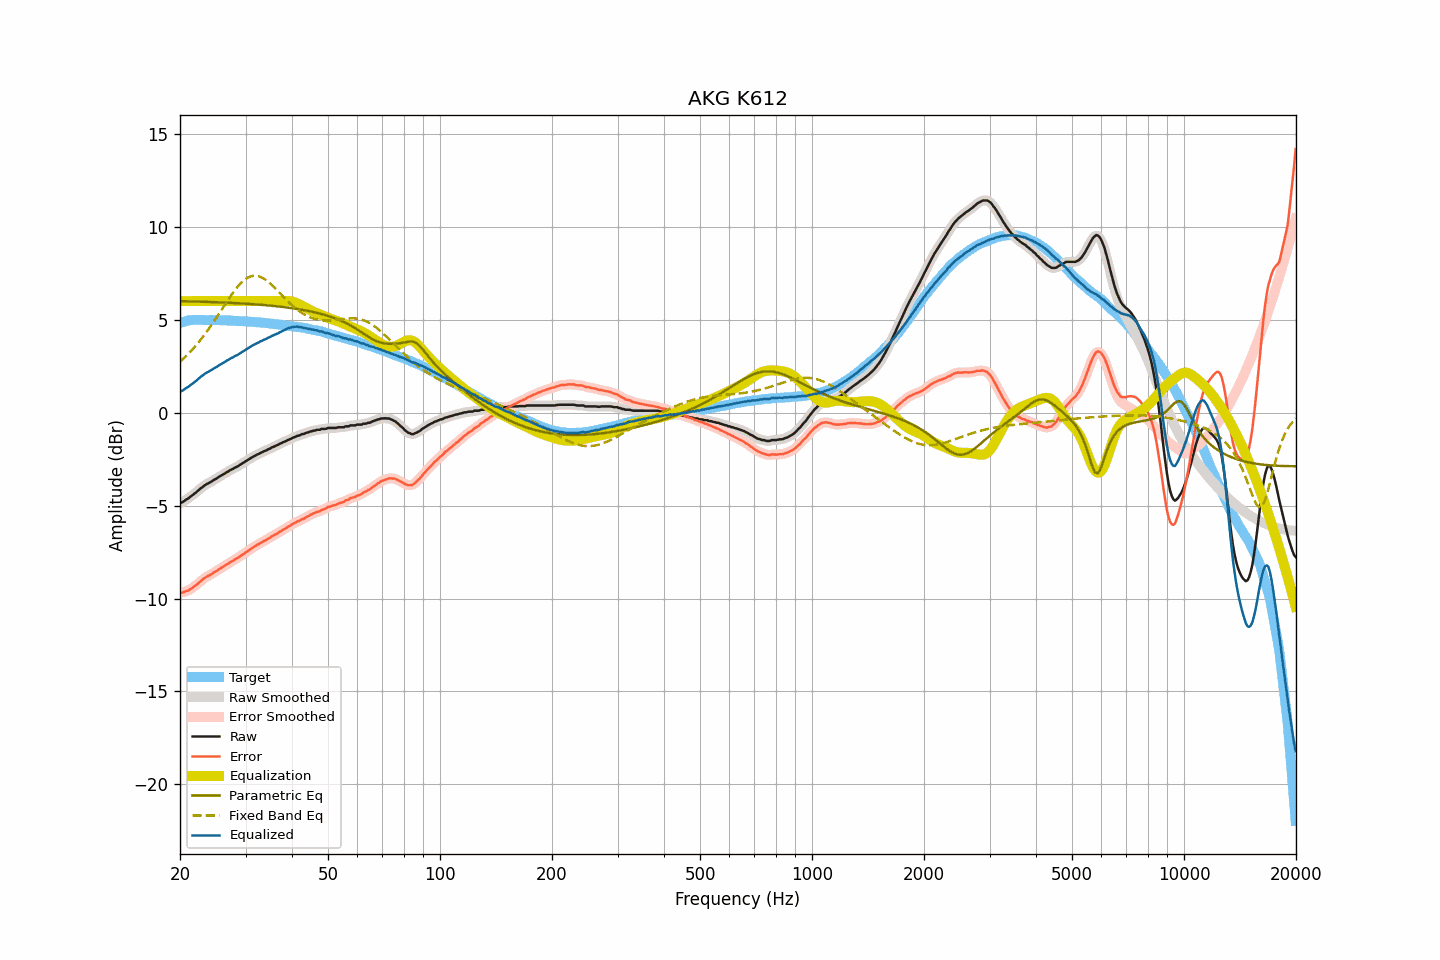 AKG K612
15
10
5
0
−5
−10
−15
−20
Amplitude (dBr)
Target
Raw Smoothed
Error Smoothed
Raw
Error
Equalization
Parametric Eq
Fixed Band Eq
Equalized
20 50 100 200 500 1000 2000 5000 10000 20000
Frequency (Hz)